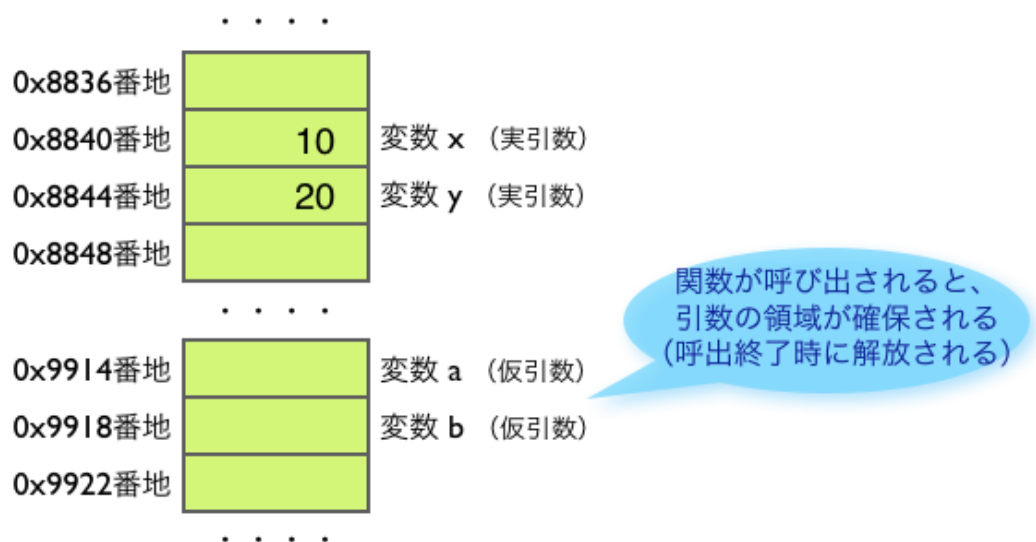 ・・・・
0x8836番地
0x8840番地 10 変数 x （実引数）
0x8844番地 20 変数 y （実引数）
0x8848番地
・・・・
関数が呼び出されると、
引数の領域が確保される
（呼出終了時に解放される）
0x9914番地 変数 a （仮引数）
0x9918番地 変数 b （仮引数）
0x9922番地
・・・・